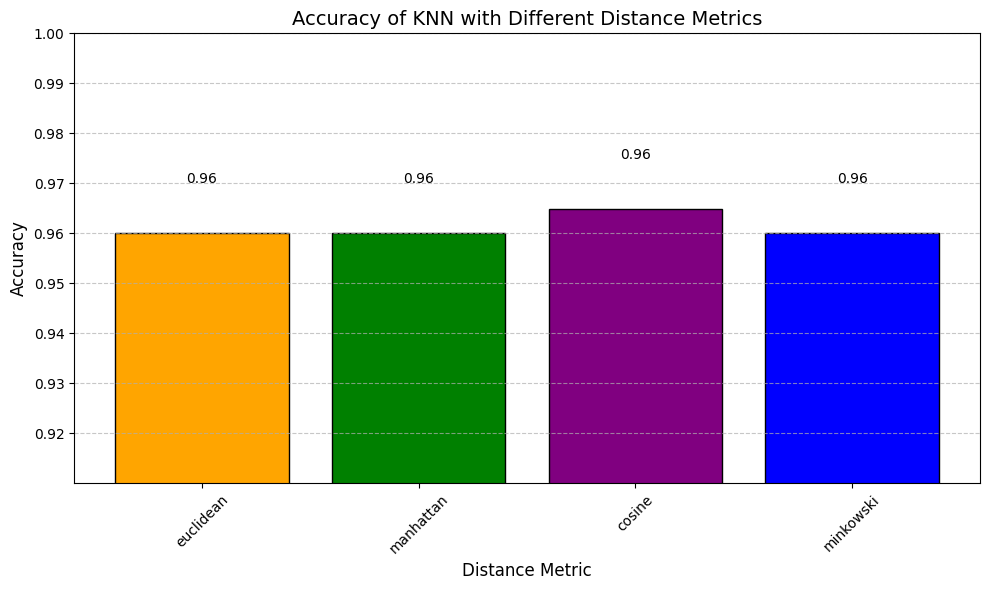 Accuracy of KNN with Different Distance Metrics
1.00
0.99
0.98
0.97
0.96
0.95
0.94
0.93
0.92
Accuracy
0.96
0.96
0.96
0.96
euclidean
manhattan
cosine
minkowski
Distance Metric